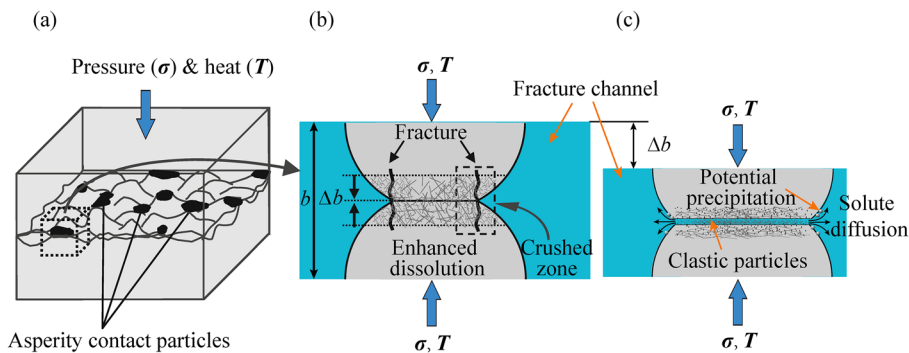 (a)
Pressure (σ) & heat (T)
Asperity contact particles
(b)
σ, T
Fracture channel
Fracture
b
Δb
Enhanced
dissolution
Crushed
zone
σ, T
(c)
σ, T
Δb
Potential
precipitation
Solute
diffusion
Clastic particles
σ, T